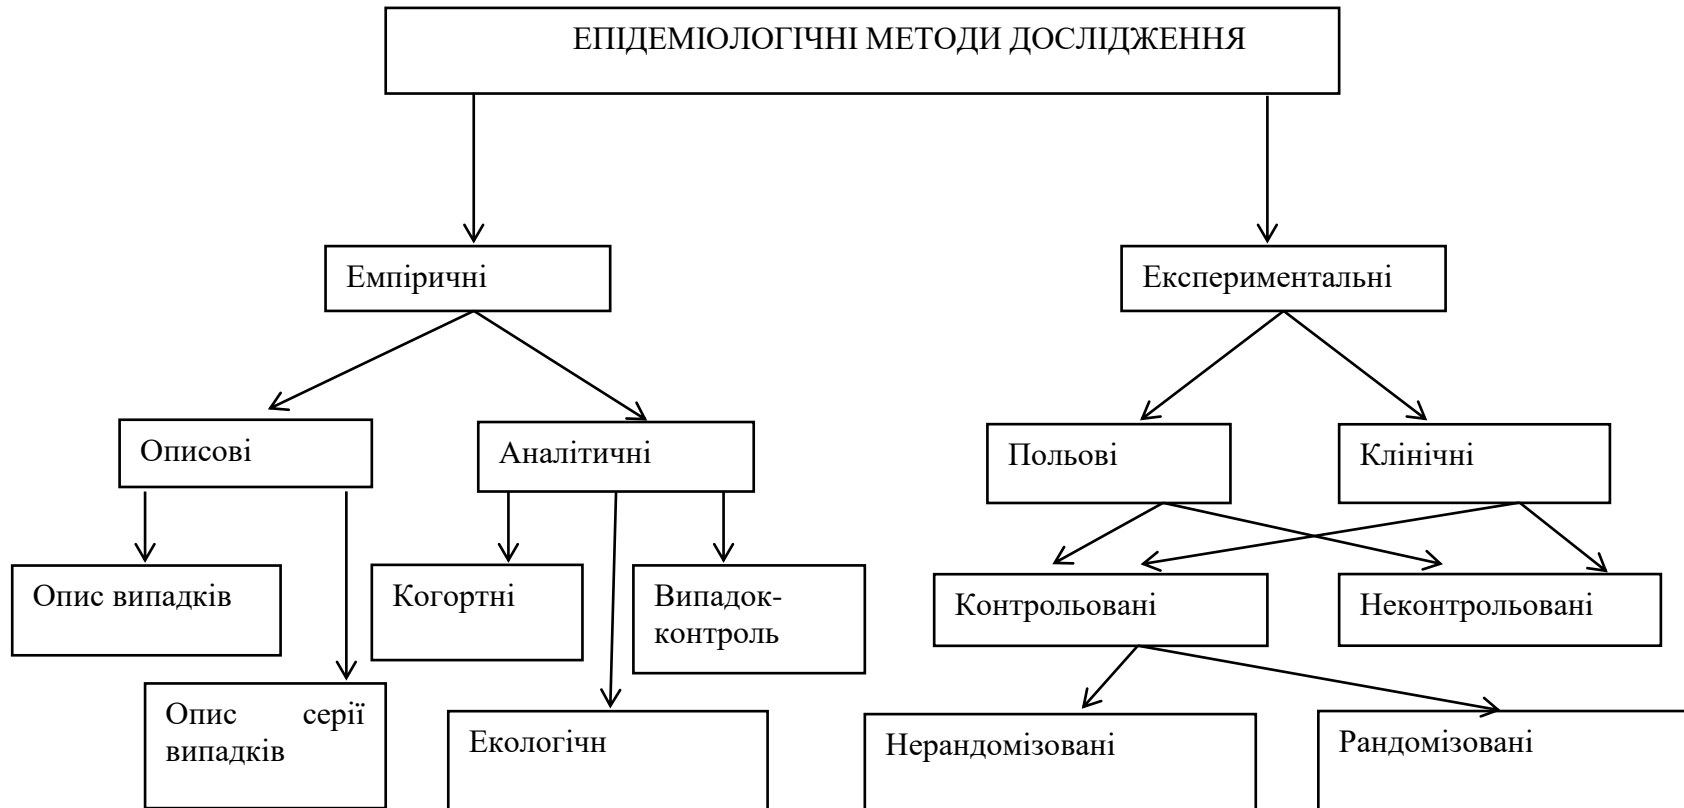 ЕПІДЕМІОЛОГІЧНІ МЕТОДИ ДОСЛІДЖЕННЯ
Емпіричні
Експериментальні
Описові
Аналітичні
Польові
Клінічні
Опис випадків
Когортні
Випадок-
контроль
Контрольовані
Неконтрольовані
Опис серії
випадків
Екологічн
Нерандомізовані
Рандомізовані